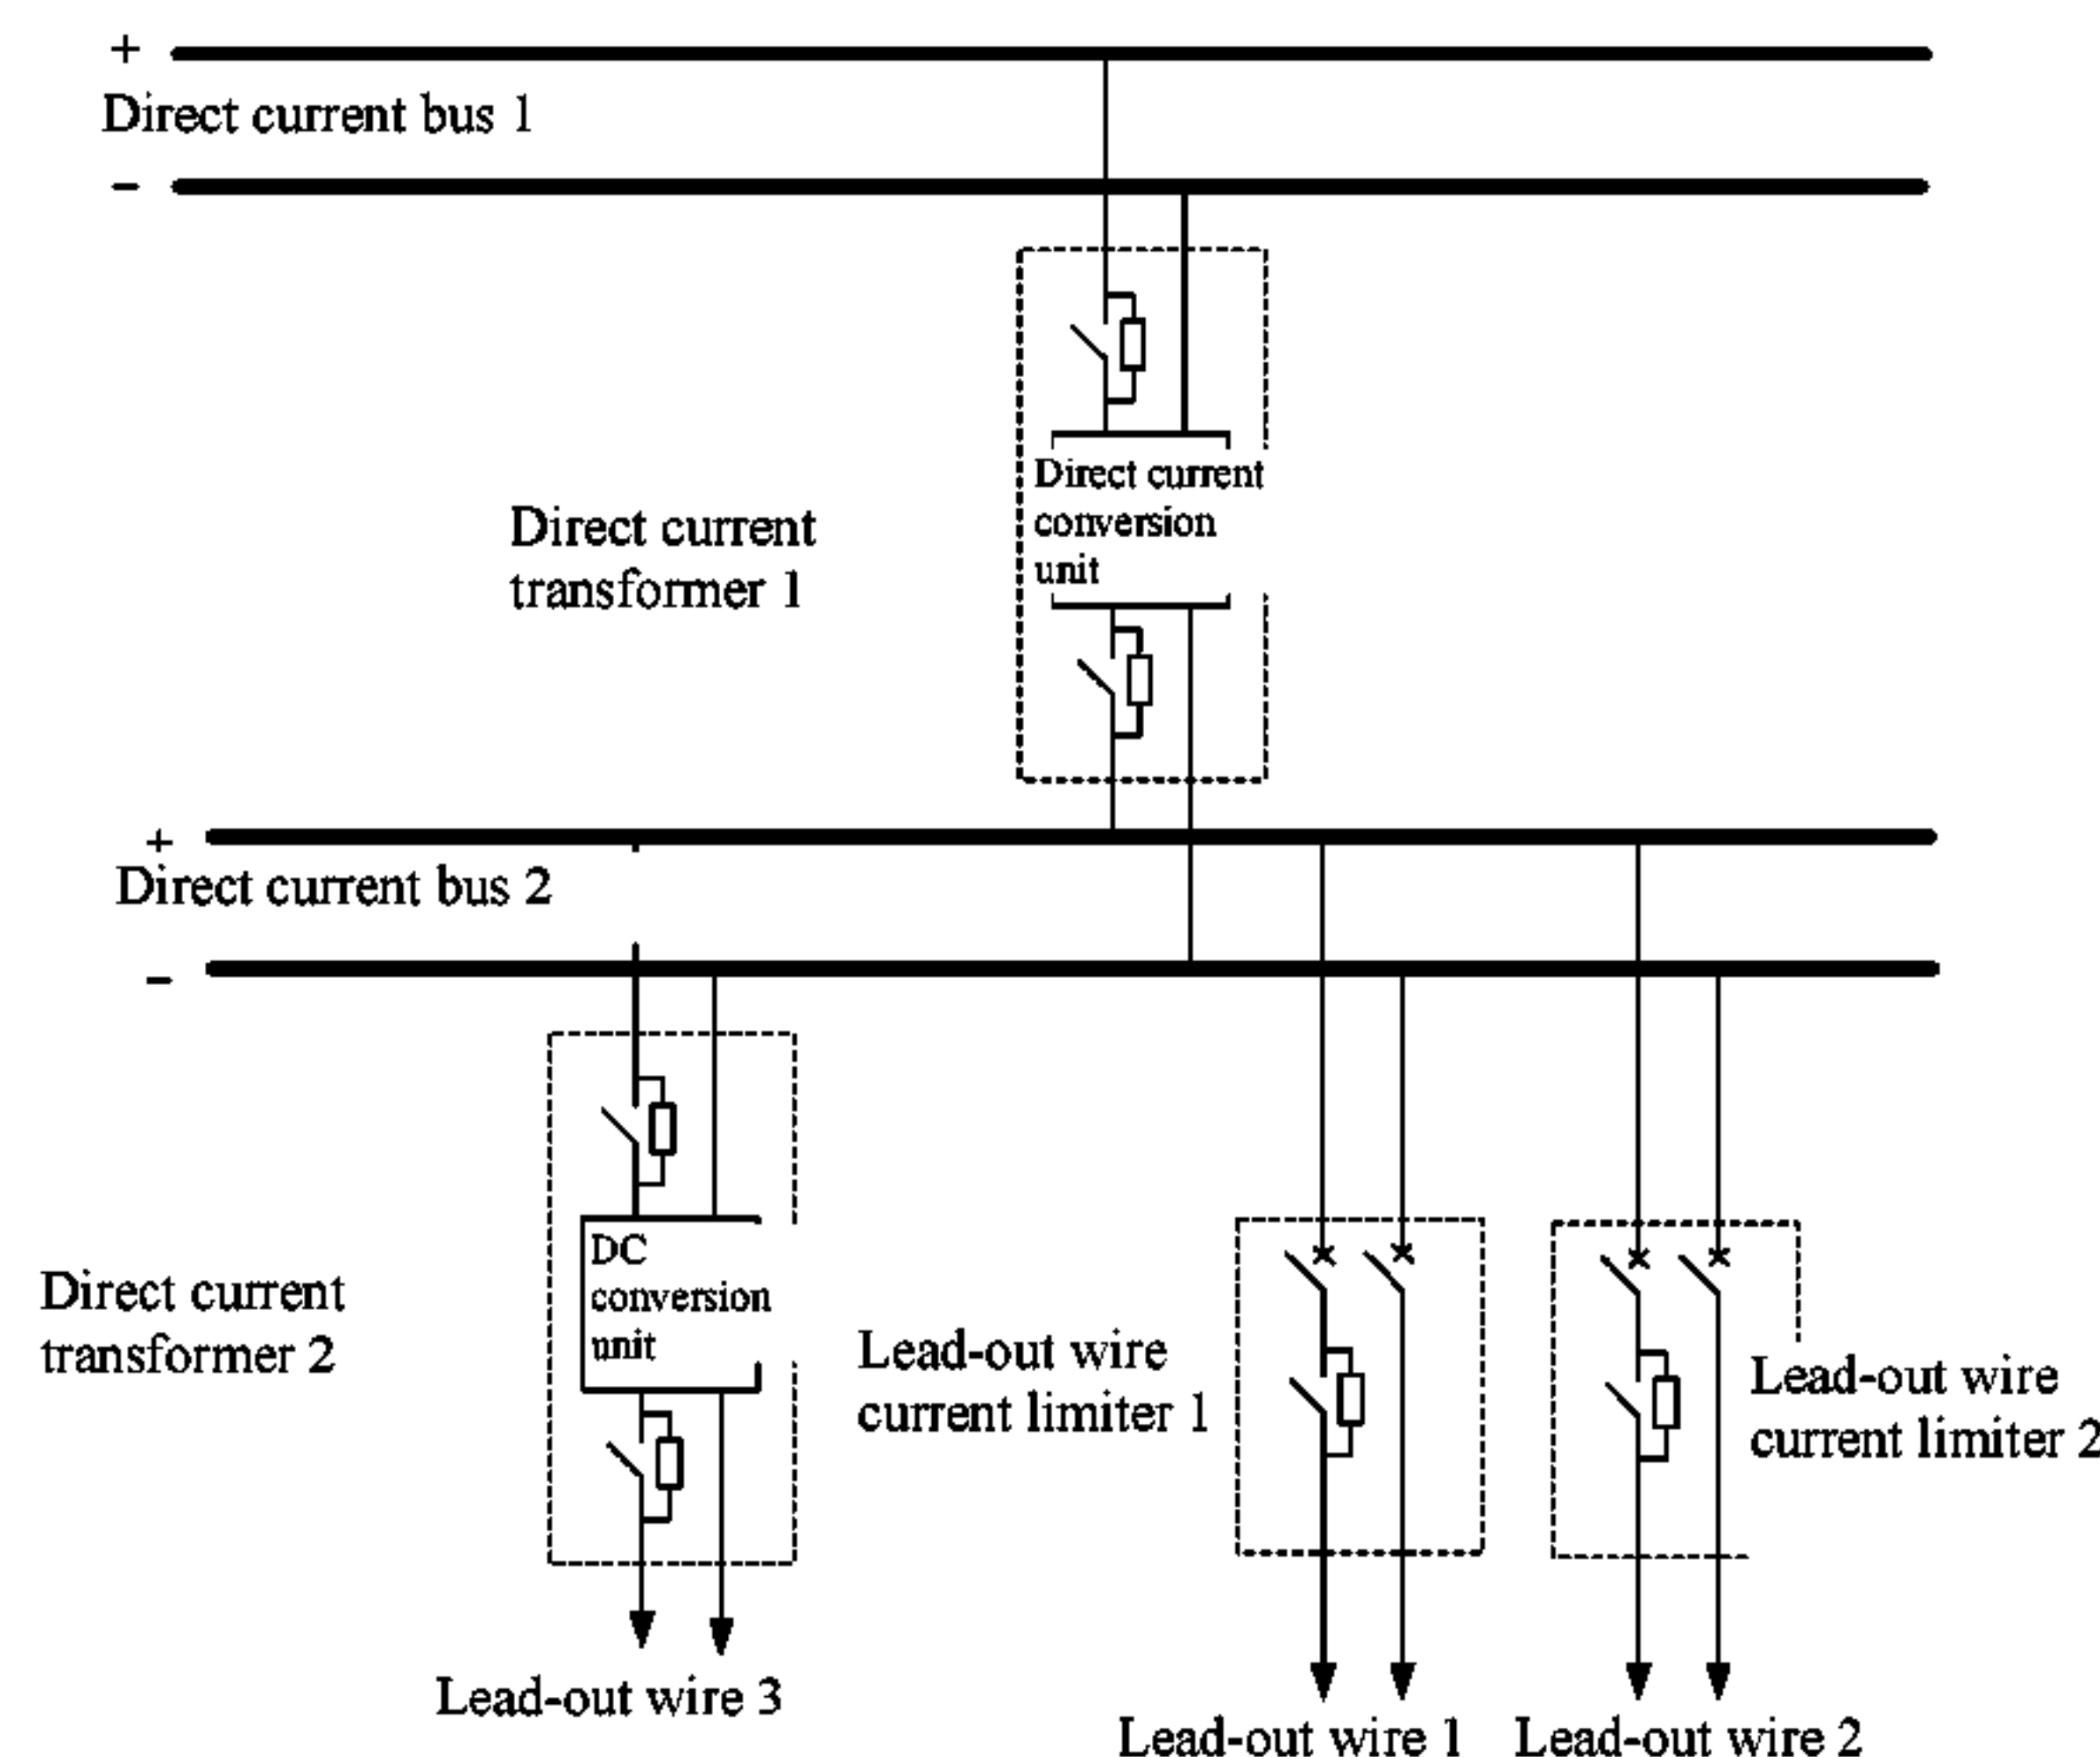 +
Direct current bus 1
-
Direct current
conversion
unit
Direct current
transformer 1
+
Direct current bus 2
-
DC
conversion
unit
Direct current
transformer 2
Lead-out wire
current limiter 1
Lead-out wire
current limiter 2
Lead-out wire 3
Lead-out wire 1
Lead-out wire 2